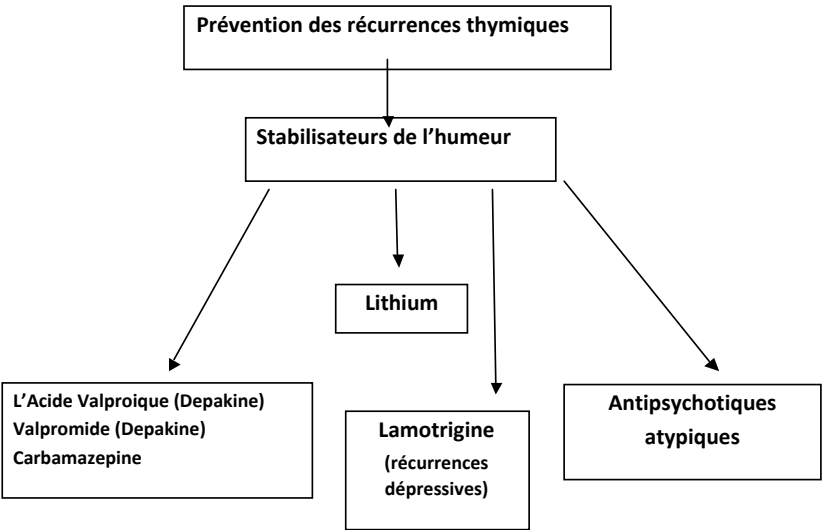 Prévention des récurrences thymiques
Stabilisateurs de l’humeur
Lithium
L’Acide Valproique (Depakine)
Valpromide (Depakine)
Carbamazepine
Lamotrigine
(récurrences
dépressives)
Antipsychotiques
atypiques